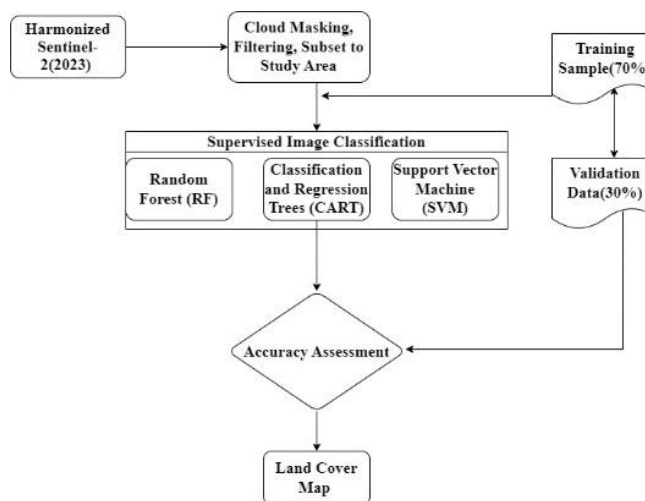 Harmonized
Sentinel-
2(2023)
Cloud Masking,
Filtering, Subset to
Study Area
Training
Sample(70%
Supervised Image Classification
Random
Forest (RF)
Classification
and Regression
Trees (CART)
Support Vector
Machine
(SVM)
Validation
Data(30%)
Accuracy Assessment
Land Cover
Map